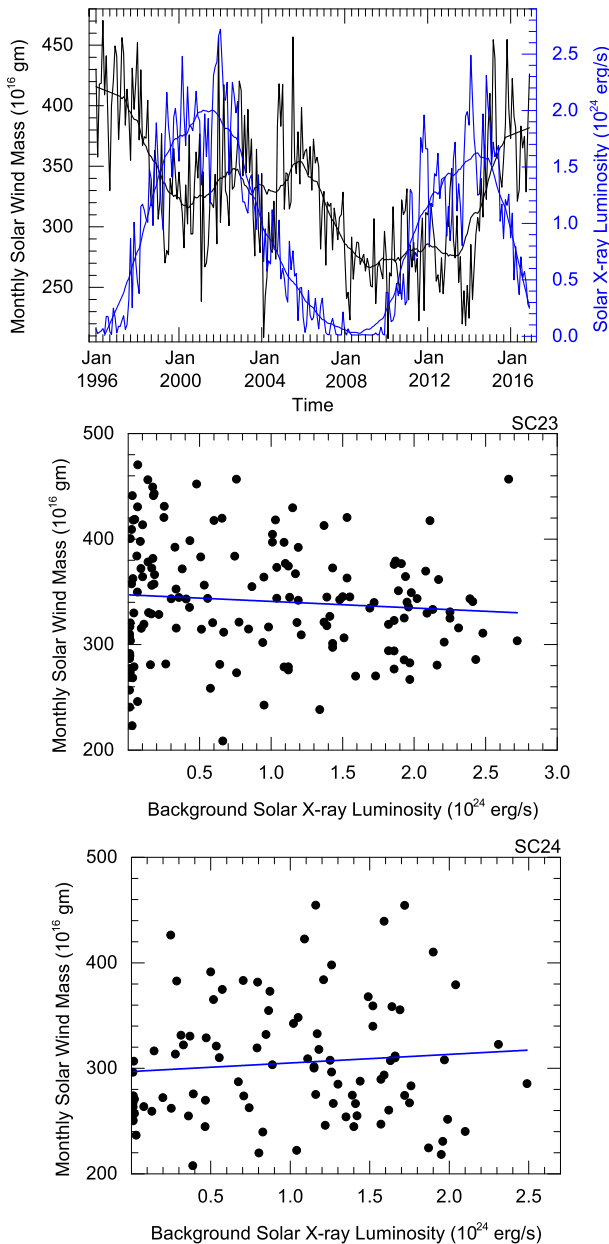 450
400
350
300
250
Monthly Solar Wind Mass (10^16 gm)
2.5
2.0
1.5
1.0
0.5
0.0
Solar X-ray Luminosity (10^24 erg/s)
Jan Jan Jan Jan Jan Jan
1996 2000 2004 2008 2012 2016
Time
SC23
500
400
300
200
Monthly Solar Wind Mass (10^16 gm)
0.5 1.0 1.5 2.0 2.5 3.0
Background Solar X-ray Luminosity (10^24 erg/s)
SC24
500
400
300
200
Monthly Solar Wind Mass (10^16 gm)
0.5 1.0 1.5 2.0 2.5
Background Solar X-ray Luminosity (10^24 erg/s)